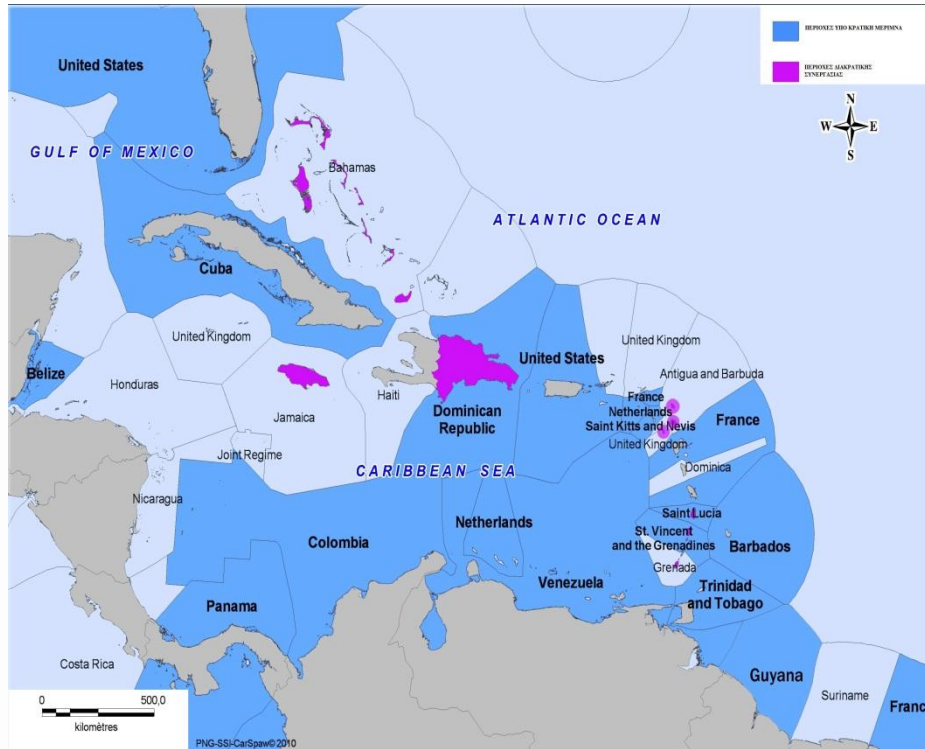 ΠΕΡΙΟΧΕΣ ΥΠΟ ΚΡΑΤΙΚΗ ΜΕΡΙΜΝΑ
ΠΕΡΙΟΧΕΣ ΔΙΑΚΡΑΤΙΚΗΣ
ΣΥΝΕΡΓΑΣΙΑΣ
N
W E
S
United States
GULF OF MEXICO
Bahamas
ATLANTIC OCEAN
Cuba
United Kingdom
United Kingdom
United States
Belize
Honduras
Antigua and Barbuda
Haiti
Jamaica
Dominican
Republic
France
Netherlands
Saint Kitts and Nevis
United Kingdom
France
Joint Regime
CARIBBEAN SEA
Dominica
Nicaragua
Saint Lucia
Netherlands
St. Vincent
and the Grenadines
Colombia
Barbados
Grenada
Venezuela
Trinidad
and Tobago
Panama
Costa Rica
Guyana
Suriname
Franc
0 500,0
kilomètres
PNG-SSI-CarSpaw© 2010